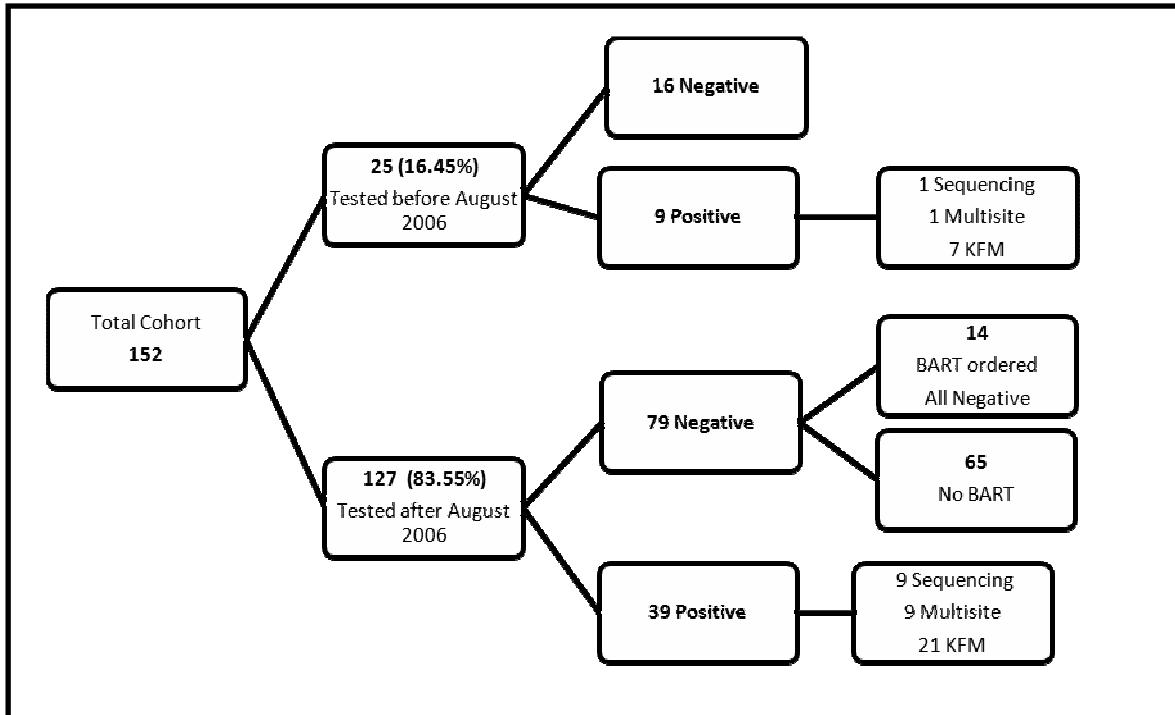 Total Cohort
152
25 (16.45%)
Tested before August
2006
16 Negative
9 Positive
1 Sequencing
1 Multisite
7 KFM
127 (83.55%)
Tested after August
2006
79 Negative
14
BART ordered
All Negative
65
No BART
39 Positive
9 Sequencing
9 Multisite
21 KFM